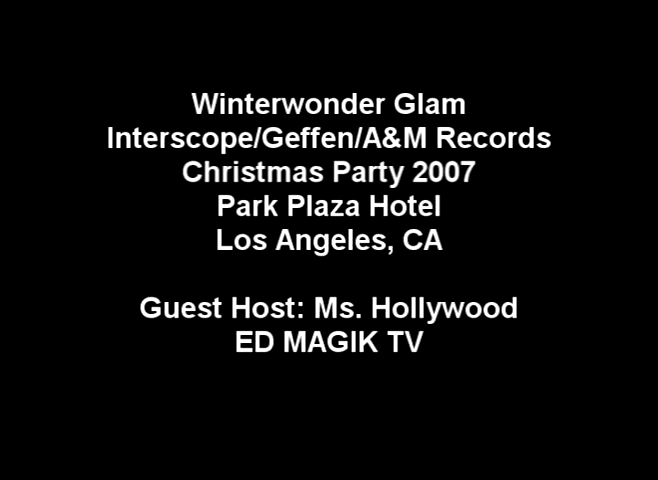 Winterwonder Glam
Interscope/Geffen/A&M Records
Christmas Party 2007
Park Plaza Hotel
Los Angeles, CA
Guest Host: Ms. Hollywood
ED MAGIK TV